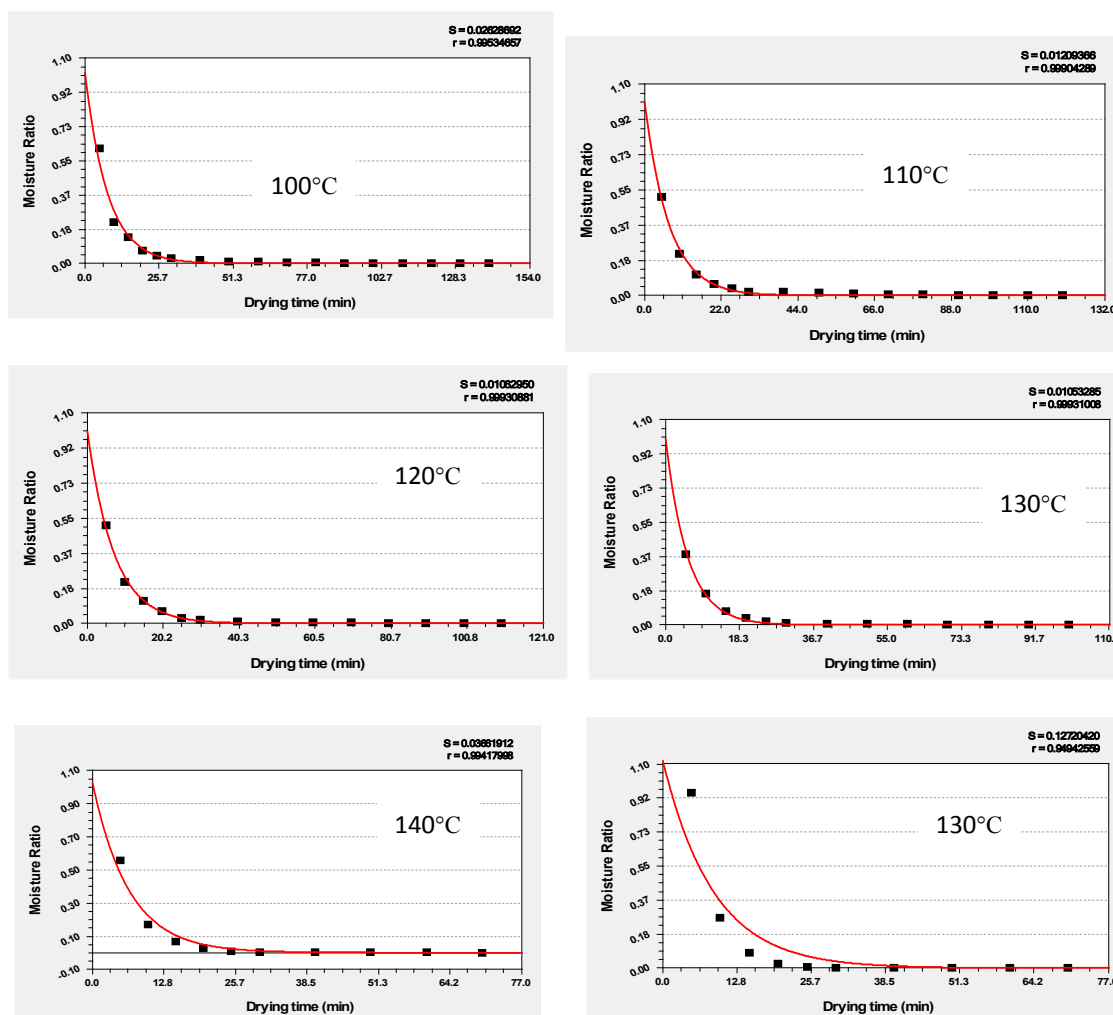 S = 0.02628692
r = 0.99534657
1.10
0.92
0.73
0.55
0.37
0.18
0.00
Moisture Ratio
100°C
0.0 25.7 51.3 77.0 102.7 128.3 154.0
Drying time (min)
S = 0.01209366
r = 0.99904289
1.10
0.92
0.73
0.55
0.37
0.18
0.00
Moisture Ratio
110°C
0.0 22.0 44.0 66.0 88.0 110.0 132.0
Drying time (min)
S = 0.01062950
r = 0.99930881
1.10
0.92
0.73
0.55
0.37
0.18
0.00
Moisture Ratio
120°C
0.0 20.2 40.3 60.5 80.7 100.8 121.0
Drying time (min)
S = 0.01053285
r = 0.99931008
1.10
0.92
0.73
0.55
0.37
0.18
0.00
Moisture Ratio
130°C
0.0 18.3 36.7 55.0 73.3 91.7 110.
Drying time (min)
S = 0.03661912
r = 0.99417998
1.10
0.90
0.70
0.50
0.30
0.10
-0.10
Moisture Ratio
140°C
0.0 12.8 25.7 38.5 51.3 64.2 77.0
Drying time (min)
S = 0.12720420
r = 0.94942559
1.10
0.92
0.73
0.55
0.37
0.18
0.00
Moisture Ratio
130°C
0.0 12.8 25.7 38.5 51.3 64.2 77.0
Drying time (min)